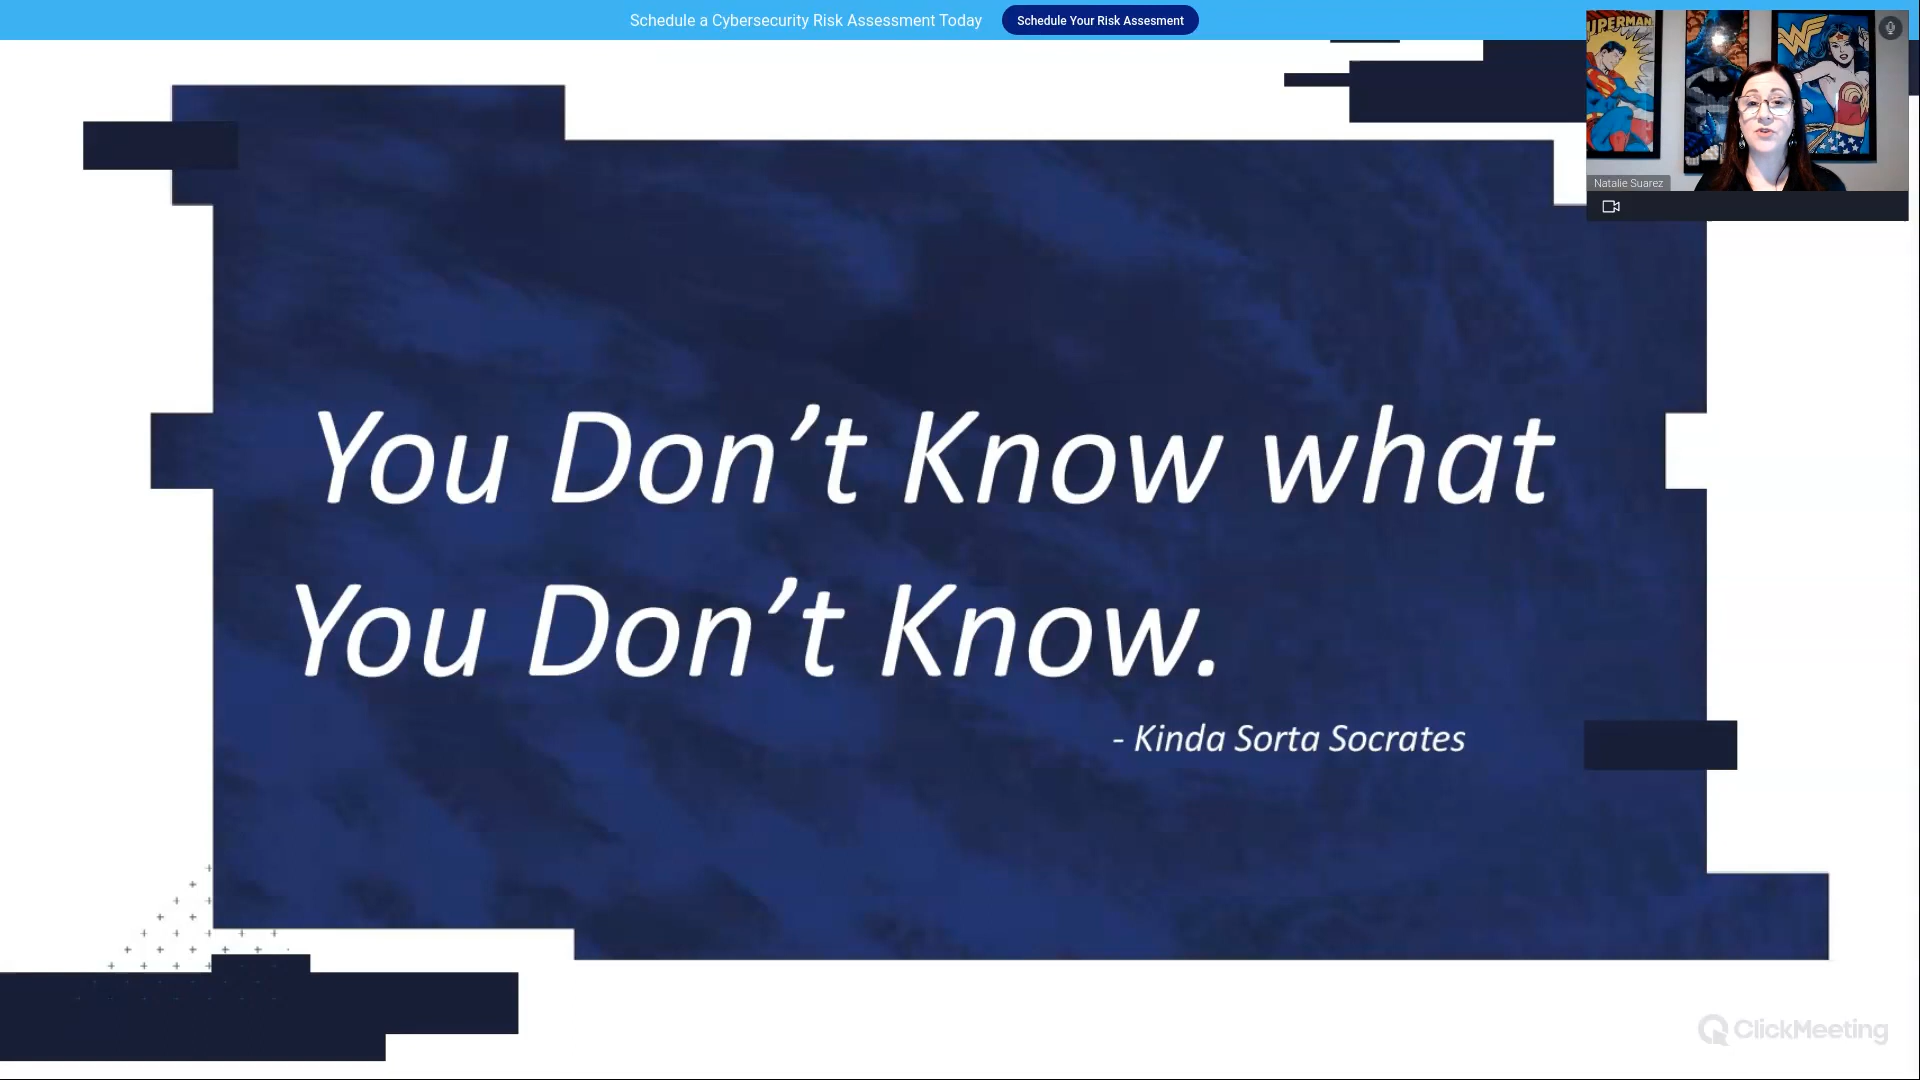 Schedule a Cybersecurity Risk Assessment Today
Schedule Your Risk Assesment
SUPERMAN
Natalie Suarez
You Don’t Know what
You Don’t Know.
- Kinda Sorta Socrates
ClickMeeting